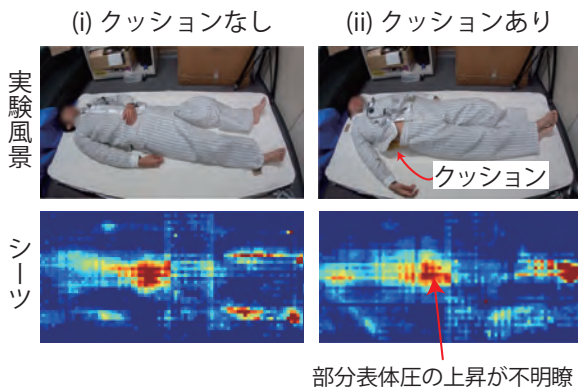 (i) クッションなし
(ii) クッションあり
実験風景
クッション
シーツ
部分表体圧の上昇が不明瞭